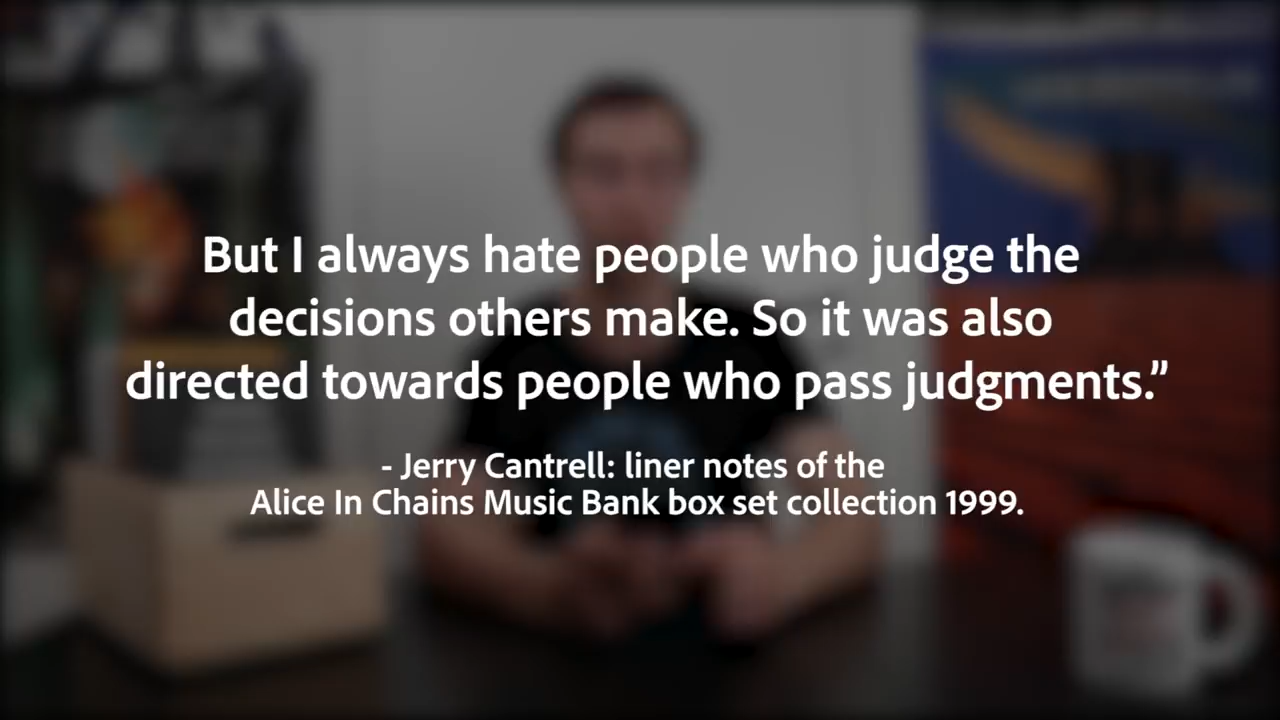 But I always hate people who judge the
decisions others make. So it was also
directed towards people who pass judgments.”
- Jerry Cantrell: liner notes of the
Alice In Chains Music Bank box set collection 1999.